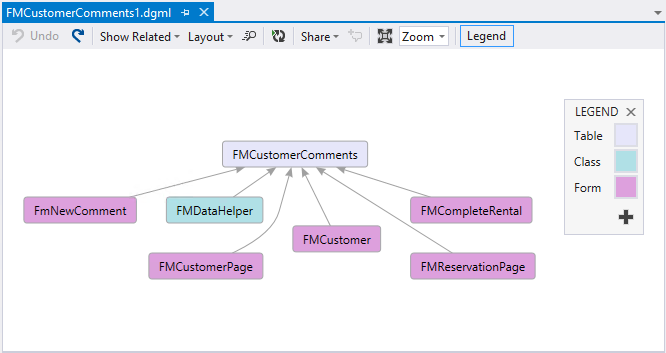 FMCustomerComments1.dgml
Undo Show Related Layout Share Zoom Legend
LEGEND
Table
Class
Form
FMCustomerComments
FmNewComment FMDataHelper FMCompleteRental
FMCustomer
FMCustomerPage FMReservationPage